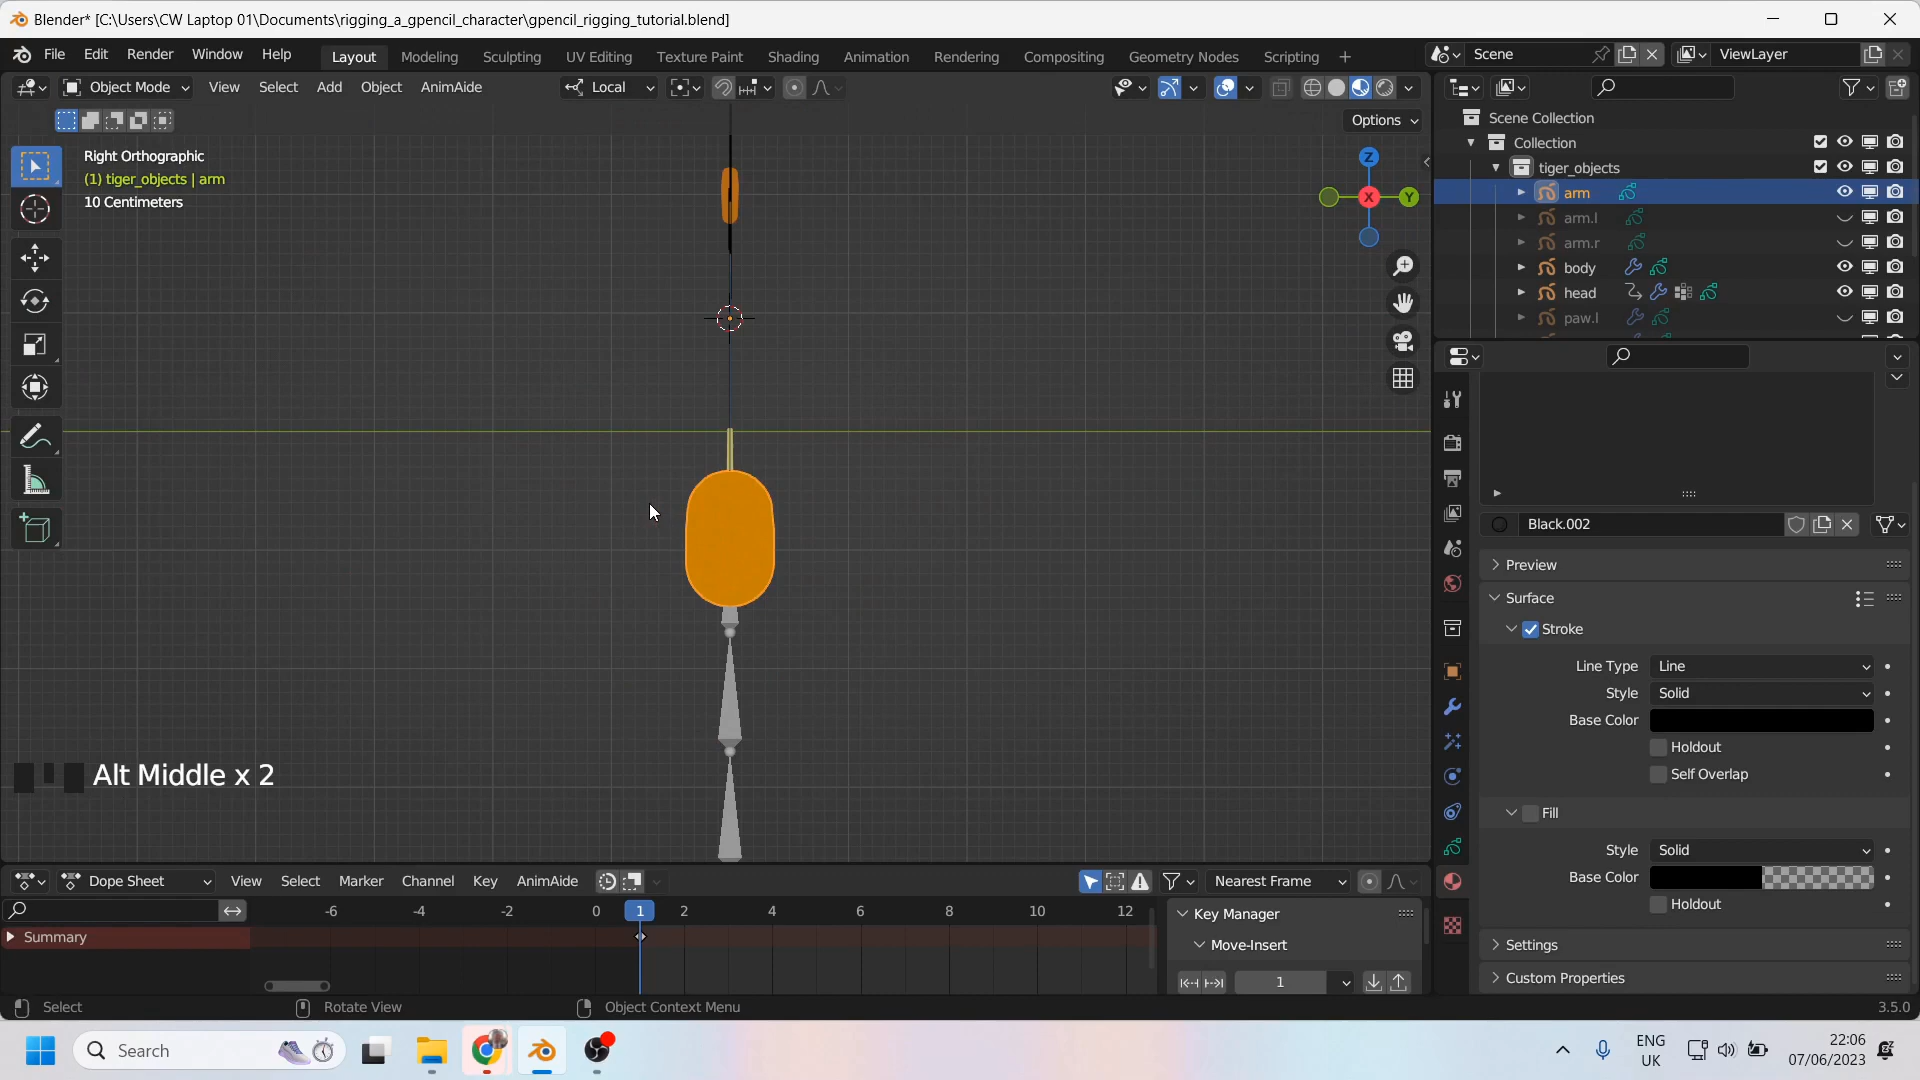 Blender* [C:\Users\CW Laptop 01\Documents\rigging_a_gpencil_character\gpencil_rigging_tutorial.blend]
File Edit Render Window Help Layout Modeling Sculpting UV Editing Texture Paint Shading Animation Rendering Compositing Geometry Nodes Scripting + Scene ViewLayer
Object Mode View Select Add Object AnimAide Local
Options
Right Orthographic
(1) tiger_objects | arm
10 Centimeters
Z
X
Y
Scene Collection
Collection
tiger_objects
arm
arm.l
arm.r
body
head
paw.l
Black.002
Preview
Surface
Stroke
Line Type Line
Style Solid
Base Color
Holdout
Self Overlap
Fill
Style Solid
Base Color
Holdout
Settings
Custom Properties
Alt Middle x 2
Dope Sheet View Select Marker Channel Key AnimAide Nearest Frame
-6 -4 -2 0 1 2 4 6 8 10 12
Summary
Key Manager
Move-Insert
1
Select Rotate View Object Context Menu 3.5.0
Search
ENG
UK
22:06
07/06/2023